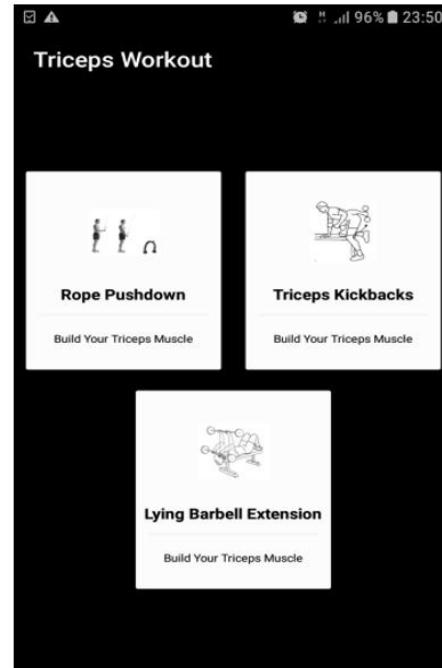 96% 23:50
Triceps Workout
Rope Pushdown
Build Your Triceps Muscle
Triceps Kickbacks
Build Your Triceps Muscle
Lying Barbell Extension
Build Your Triceps Muscle